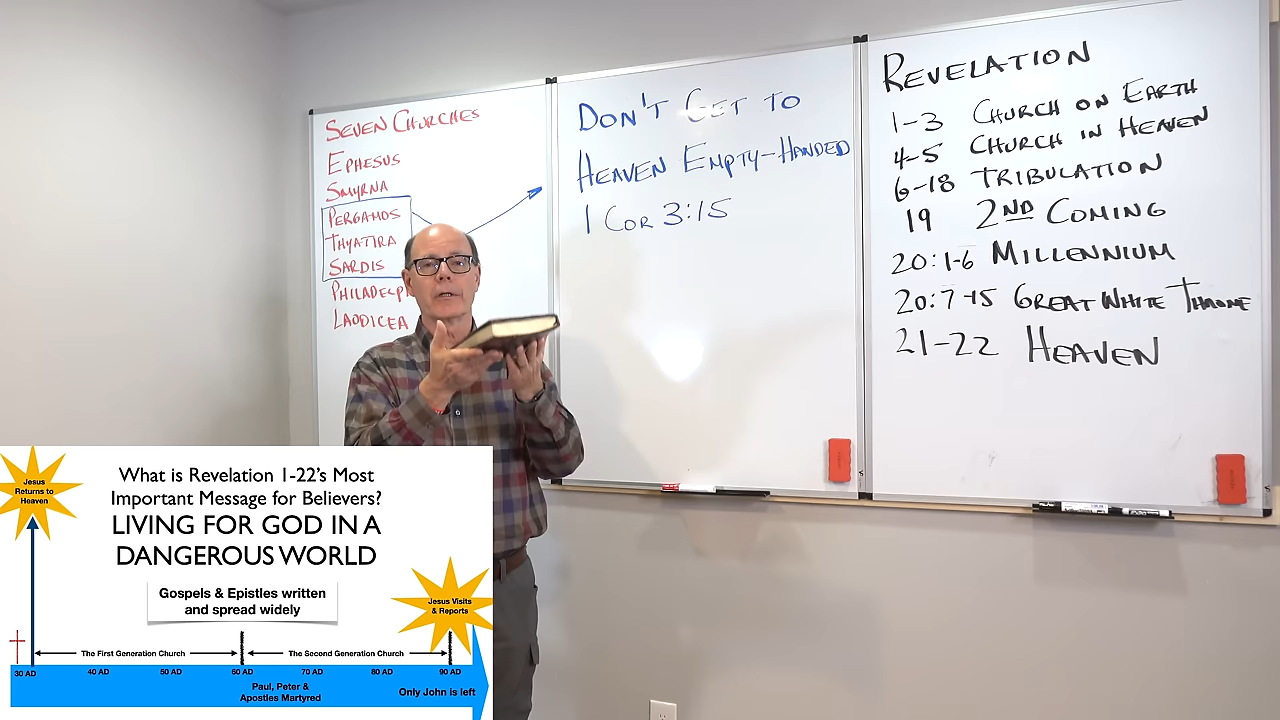 SEVEN CHURCHES
EPHESUS
SMYRNA
PERGAMOS
THYATIRA
SARDIS
PHILADELP
LAODICEA
DON'T GET TO
HEAVEN EMPTY-HANDED
1 COR 3:15
REVELATION
1-3 CHURCH ON EARTH
4-5 CHURCH IN HEAVEN
6-18 TRIBULATION
19 2ND COMING
20:1-6 MILLENNIUM
20:7-15 GREAT WHITE THRONE
21-22 HEAVEN
Jesus
Returns to
Heaven
What is Revelation 1-22's Most
Important Message for Believers?
LIVING FOR GOD IN A
DANGEROUS WORLD
Gospels & Epistles written
and spread widely
Jesus Visits
& Reports
The First Generation Church
The Second Generation Church
30 AD 40 AD 50 AD 60 AD 70 AD 80 AD 90 AD
Paul, Peter &
Apostles Martyred
Only John is left